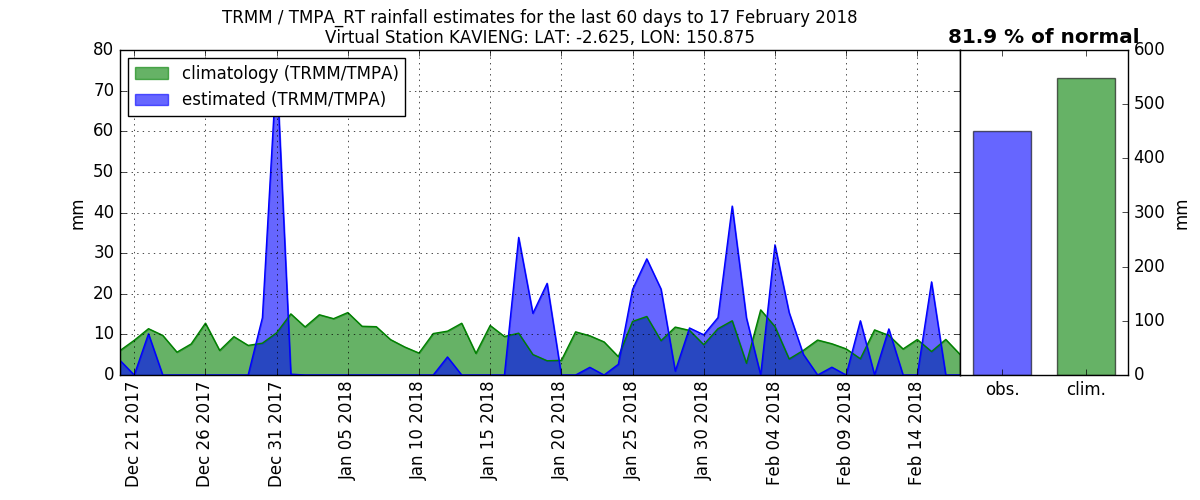 TRMM / TMPA_RT rainfall estimates for the last 60 days to 17 February 2018
Virtual Station KAVIENG: LAT: -2.625, LON: 150.875
81.9 % of normal
climatology (TRMM/TMPA)
estimated (TRMM/TMPA)
80
70
60
50
40
30
20
10
0
mm
Dec 21 2017
Dec 26 2017
Dec 31 2017
Jan 05 2018
Jan 10 2018
Jan 15 2018
Jan 20 2018
Jan 25 2018
Jan 30 2018
Feb 04 2018
Feb 09 2018
Feb 14 2018
obs.
clim.
600
500
400
300
200
100
0
mm